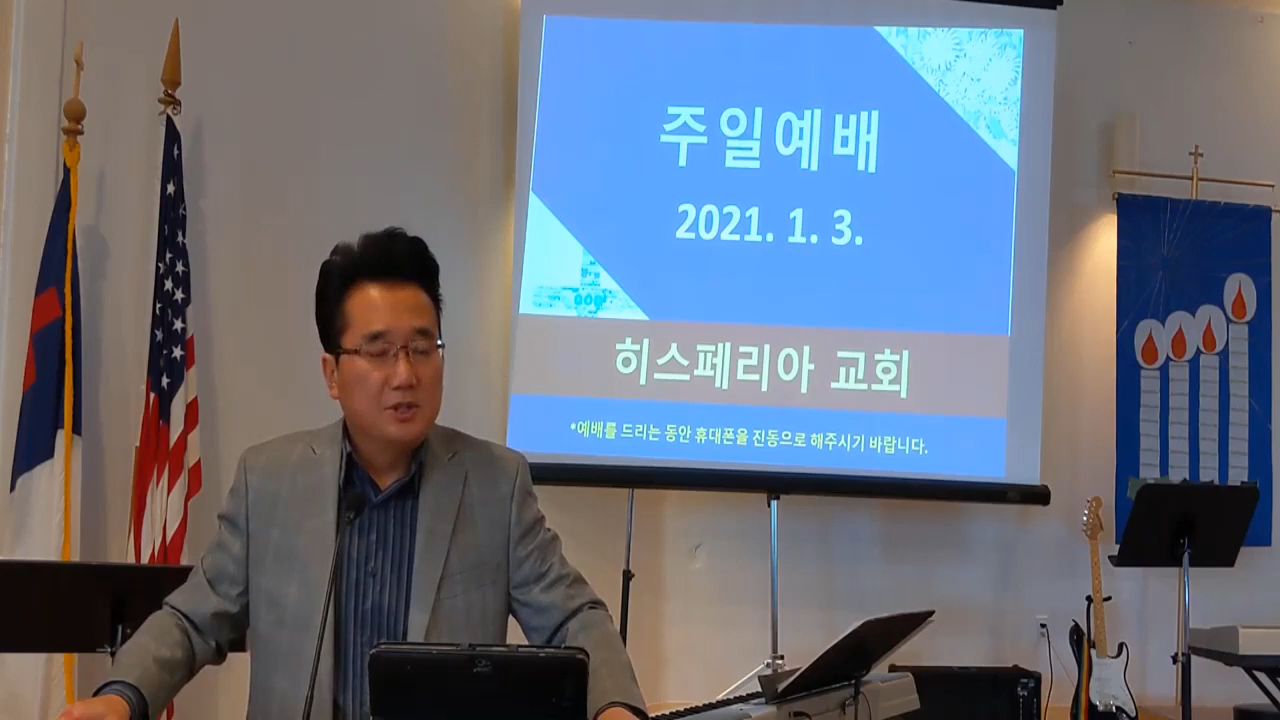 주일예배
2021. 1. 3.
히스페리아 교회
*예배를 드리는 동안 휴대폰을 진동으로 해주시기 바랍니다.